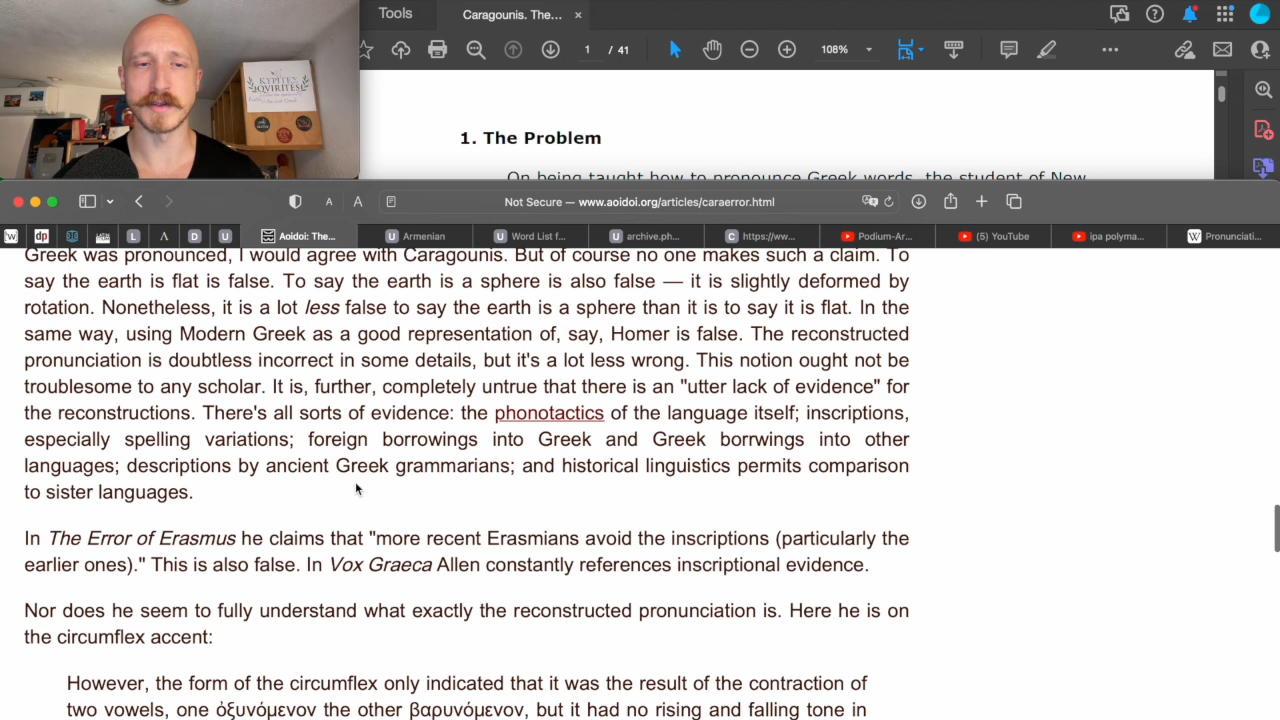 Tools
Caragounis. The... ×
1 / 41
108%
KYPITEΣ
QVIRITES
1. The Problem
On being taught how to pronounce Greek words, the student of New
A A
Not Secure — www.aoidoi.org/articles/caraerror.html
W dp L Λ D U Aoidoi: The... U Armenian U Word List f... U archive.ph... C https://ww... Podium-Ar... (5) YouTube ipa polyma... W Pronunciati...
Greek was pronounced, I would agree with Caragounis. But of course no one makes such a claim. To
say the earth is flat is false. To say the earth is a sphere is also false — it is slightly deformed by
rotation. Nonetheless, it is a lot less false to say the earth is a sphere than it is to say it is flat. In the
same way, using Modern Greek as a good representation of, say, Homer is false. The reconstructed
pronunciation is doubtless incorrect in some details, but it's a lot less wrong. This notion ought not be
troublesome to any scholar. It is, further, completely untrue that there is an "utter lack of evidence" for
the reconstructions. There's all sorts of evidence: the phonotactics of the language itself; inscriptions,
especially spelling variations; foreign borrowings into Greek and Greek borrwings into other
languages; descriptions by ancient Greek grammarians; and historical linguistics permits comparison
to sister languages.
In The Error of Erasmus he claims that "more recent Erasmians avoid the inscriptions (particularly the
earlier ones)." This is also false. In Vox Graeca Allen constantly references inscriptional evidence.
Nor does he seem to fully understand what exactly the reconstructed pronunciation is. Here he is on
the circumflex accent:
However, the form of the circumflex only indicated that it was the result of the contraction of
two vowels, one ὀξυνόμενον the other βαρυνόμενον, but it had no rising and falling tone in